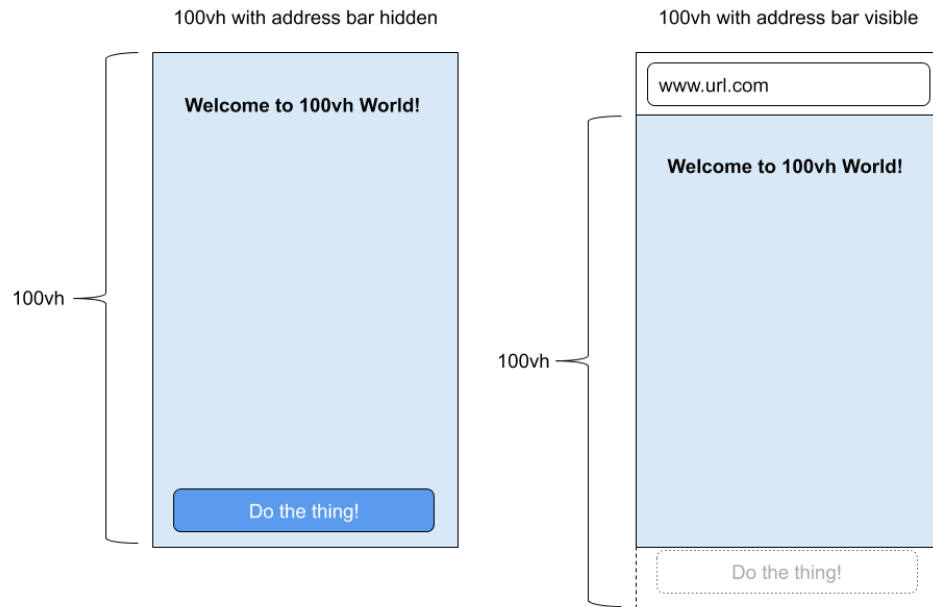 100vh with address bar hidden
Welcome to 100vh World!
100vh
Do the thing!
100vh with address bar visible
www.url.com
Welcome to 100vh World!
100vh
Do the thing!